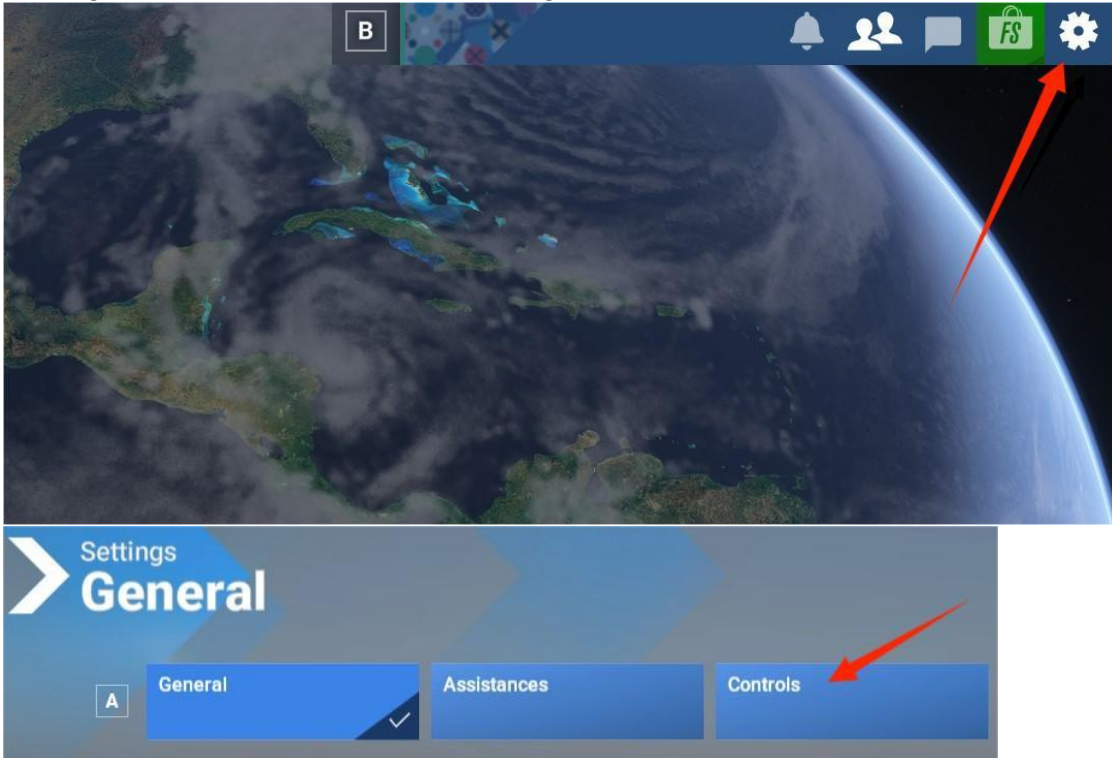 B
FS
Settings
General
A
General
Assistances
Controls